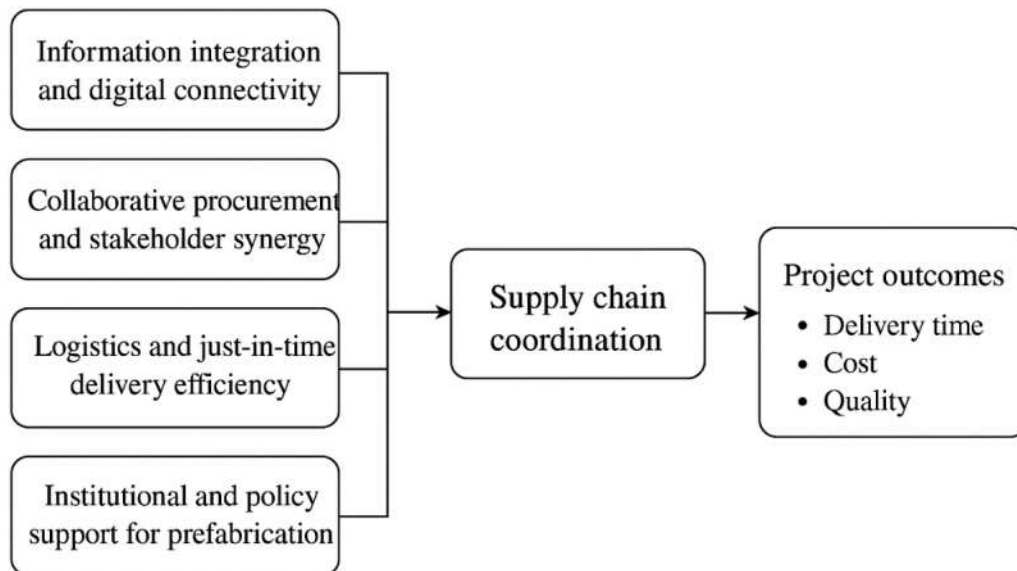 Information integration
and digital connectivity
Collaborative procurement
and stakeholder synergy
Logistics and just-in-time
delivery efficiency
Institutional and policy
support for prefabrication
Supply chain
coordination
Project outcomes
• Delivery time
• Cost
• Quality